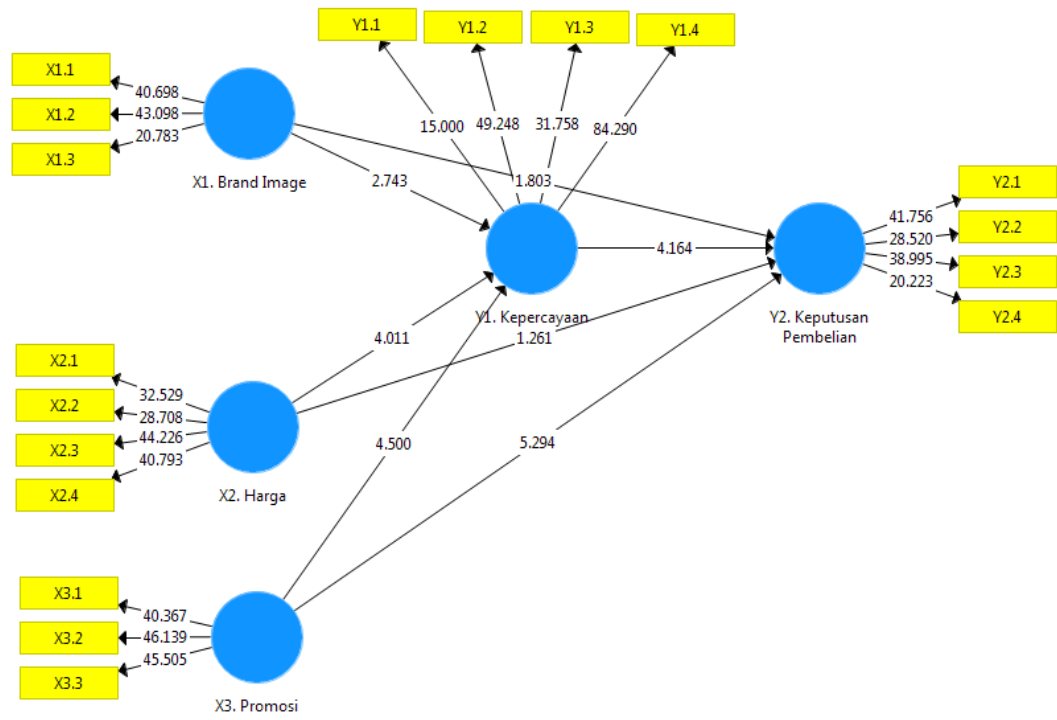 Y1.1
Y1.2
Y1.3
Y1.4
X1.1
X1.2
X1.3
40.698
43.098
20.783
X1. Brand Image
15.000
49.248
31.758
84.290
2.743
1.803
Y1. Kepercayaan
4.164
Y2. Keputusan
Pembelian
41.756
28.520
38.995
20.223
Y2.1
Y2.2
Y2.3
Y2.4
X2.1
X2.2
X2.3
X2.4
32.529
28.708
44.226
40.793
X2. Harga
4.011
1.261
4.500
5.294
X3.1
X3.2
X3.3
40.367
46.139
45.505
X3. Promosi